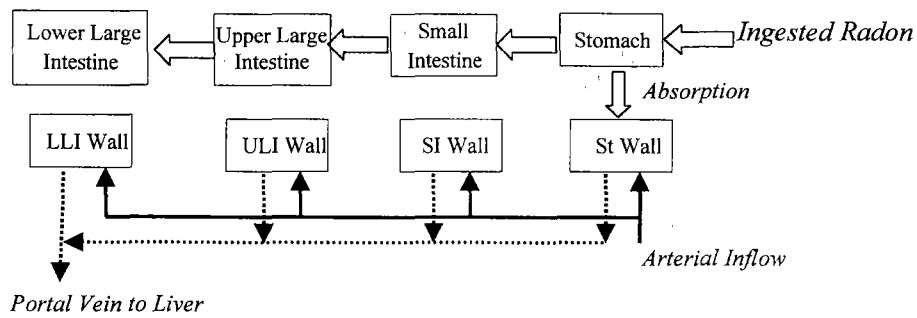 Lower Large
Intestine
Upper Large
Intestine
Small
Intestine
Stomach
Ingested Radon
Absorption
LLI Wall
ULI Wall
SI Wall
St Wall
Arterial Inflow
Portal Vein to Liver